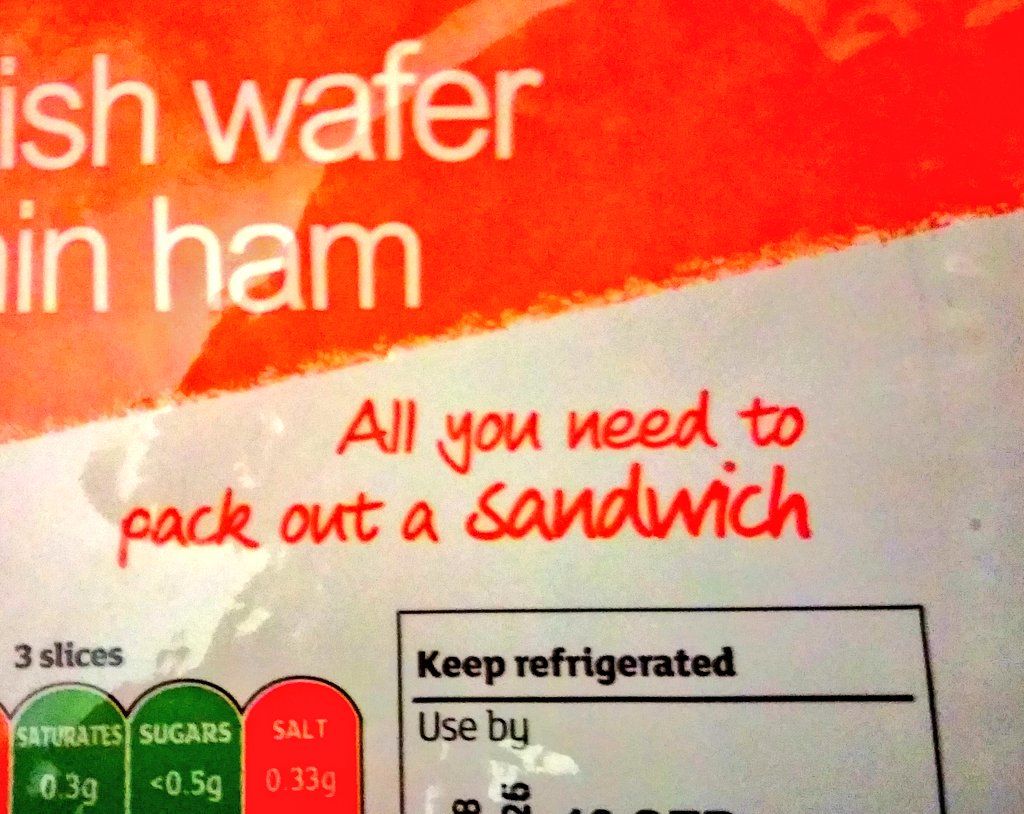 ish wafer
in ham
All you need to
pack out a sandwich
3 slices
SATURATES SUGARS SALT
0.3g <0.5g 0.33g
Keep refrigerated
Use by